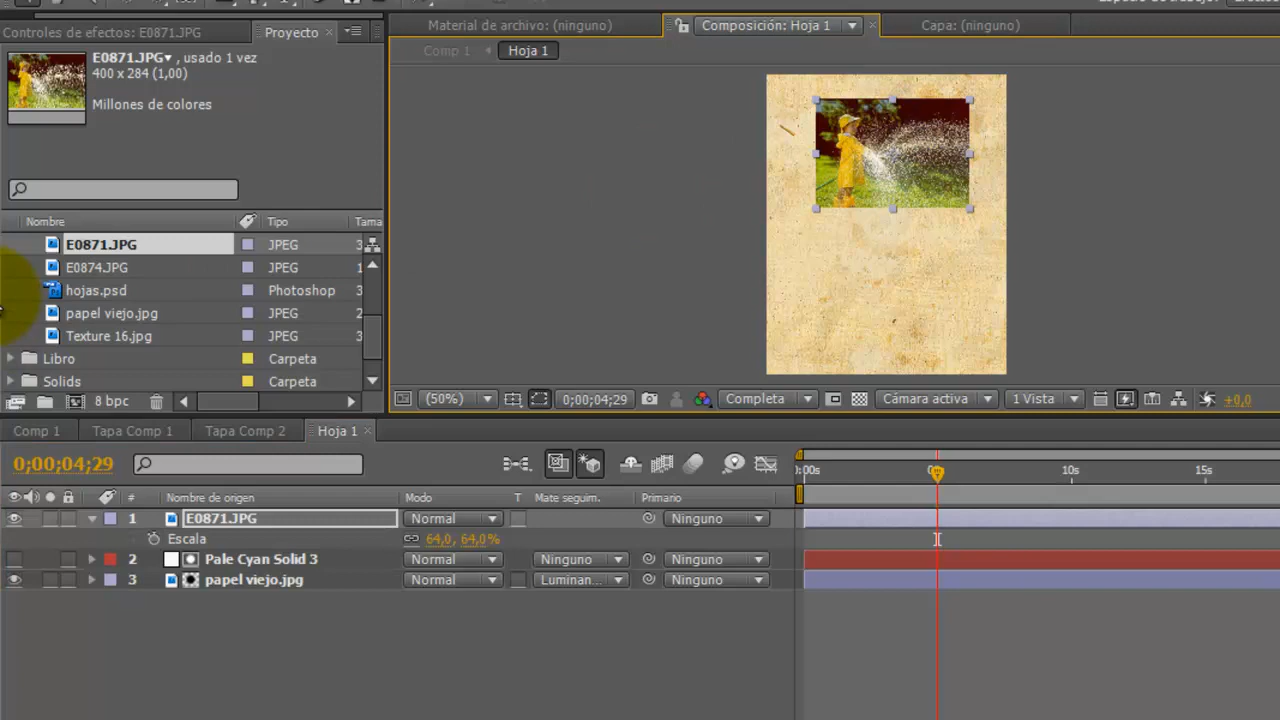 Controles de efectos: E0871.JPG
Proyecto
Material de archivo: (ninguno)
Composición: Hoja 1
Capa: (ninguno)
Comp 1
Hoja 1
E0871.JPG , usado 1 vez
400 x 284 (1,00)
Millones de colores
Nombre Tipo Tama
E0871.JPG JPEG 3
E0874.JPG JPEG 1
hojas.psd Photoshop 3
papel viejo.jpg JPEG 2
Texture 16.jpg JPEG 3
Libro Carpeta
Solids Carpeta
8 bpc
(50%) 0;00;04;29 Completa Cámara activa 1 Vista +0,0
Comp 1 Tapa Comp 1 Tapa Comp 2 Hoja 1
0;00;04;29
:00s 10s 15s
# Nombre de origen Modo T Mate seguim. Primario
1 E0871.JPG Normal Ninguno
Escala 64,0, 64,0%
2 Pale Cyan Solid 3 Normal Ninguno Ninguno
3 papel viejo.jpg Normal Luminan... Ninguno